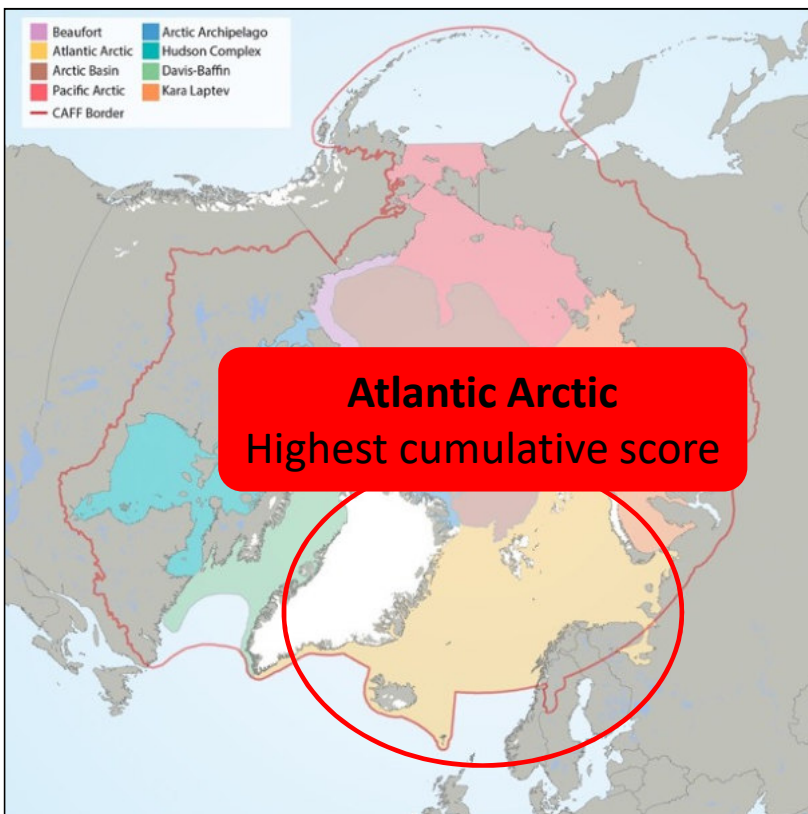 Beaufort
Atlantic Arctic
Arctic Basin
Pacific Arctic
CAFF Border
Arctic Archipelago
Hudson Complex
Davis-Baffin
Kara Laptev
Atlantic Arctic
Highest cumulative score